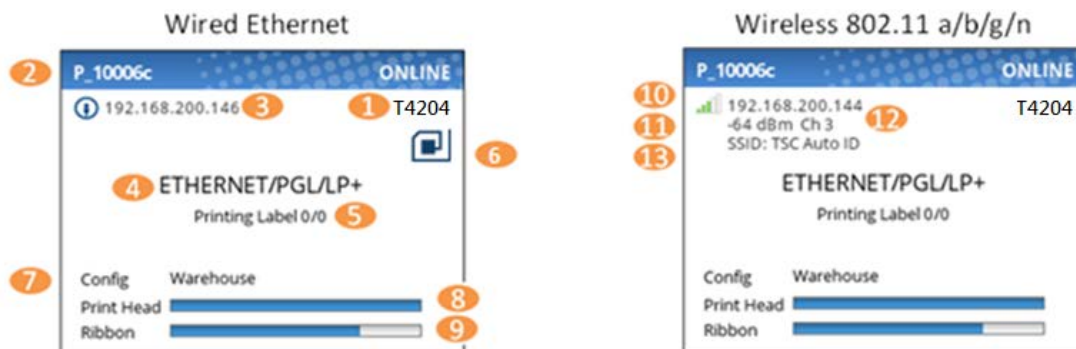 Wired Ethernet
2 P_10006c ONLINE
192.168.200.146 3 1 T4204
6
4 ETHERNET/PGL/LP+
Printing Label 0/0 5
7 Config Warehouse
Print Head 8
Ribbon 9
Wireless 802.11 a/b/g/n
P_10006c ONLINE
10 192.168.200.144 T4204
11 -64 dBm Ch 3 12
13 SSID: TSC Auto ID
ETHERNET/PGL/LP+
Printing Label 0/0
Config Warehouse
Print Head
Ribbon